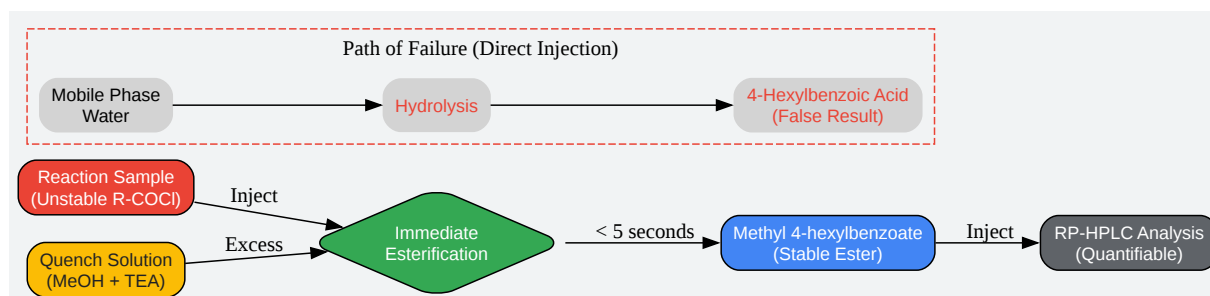 Path of Failure (Direct Injection)
Mobile Phase
Water
Hydrolysis
4-Hexylbenzoic Acid
(False Result)
Reaction Sample
(Unstable R-COCl)
Inject
Quench Solution
(MeOH + TEA)
Excess
Immediate
Esterification
< 5 seconds
Methyl 4-hexylbenzoate
(Stable Ester)
Inject
RP-HPLC Analysis
(Quantifiable)